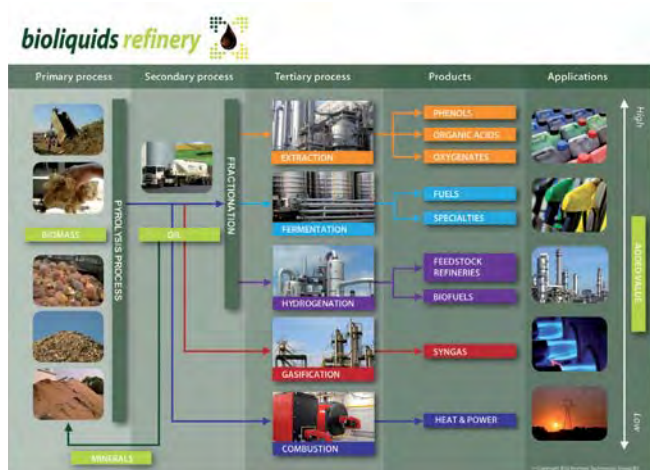 bioliquids refinery
Primary process
Secondary process
Tertiary process
Products
Applications
BIOMASS
PYROLYSIS PROCESS
OIL
FRACTIONATION
MINERALS
EXTRACTION
FERMENTATION
HYDROGENATION
GASIFICATION
COMBUSTION
PHENOLS
ORGANIC ACIDS
OXYGENATES
FUELS
SPECIALTIES
FEEDSTOCK
REFINERIES
BIOFUELS
SYNGAS
HEAT & POWER
High
ADDED VALUE
Low